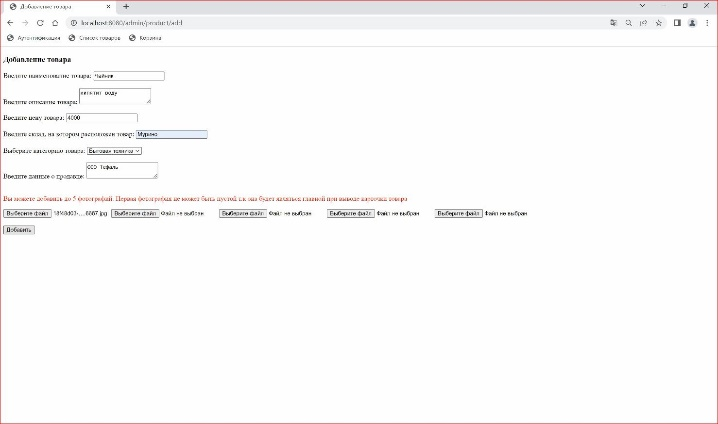 Добавление товара
localhost:8080/admin/product/add
Аутентификация Список товаров Корзина
Добавление товара
Введите наименование товара: Чайник
Введите описание товара: кипятит воду
Введите цену товара: 4000
Введите склад, на котором расположен товар: Мурино
Выберите категорию товара: Бытовая техника
Введите данные о продавце: ООО Тефаль
Вы можете добавить до 5 фотографий. Первая фотография не может быть пустой, т.к она будет являться главной при выводе карточки товара
Выберите файл .jpg Выберите файл Файл не выбран Выберите файл Файл не выбран Выберите файл Файл не выбран Выберите файл Файл не выбран
Добавить